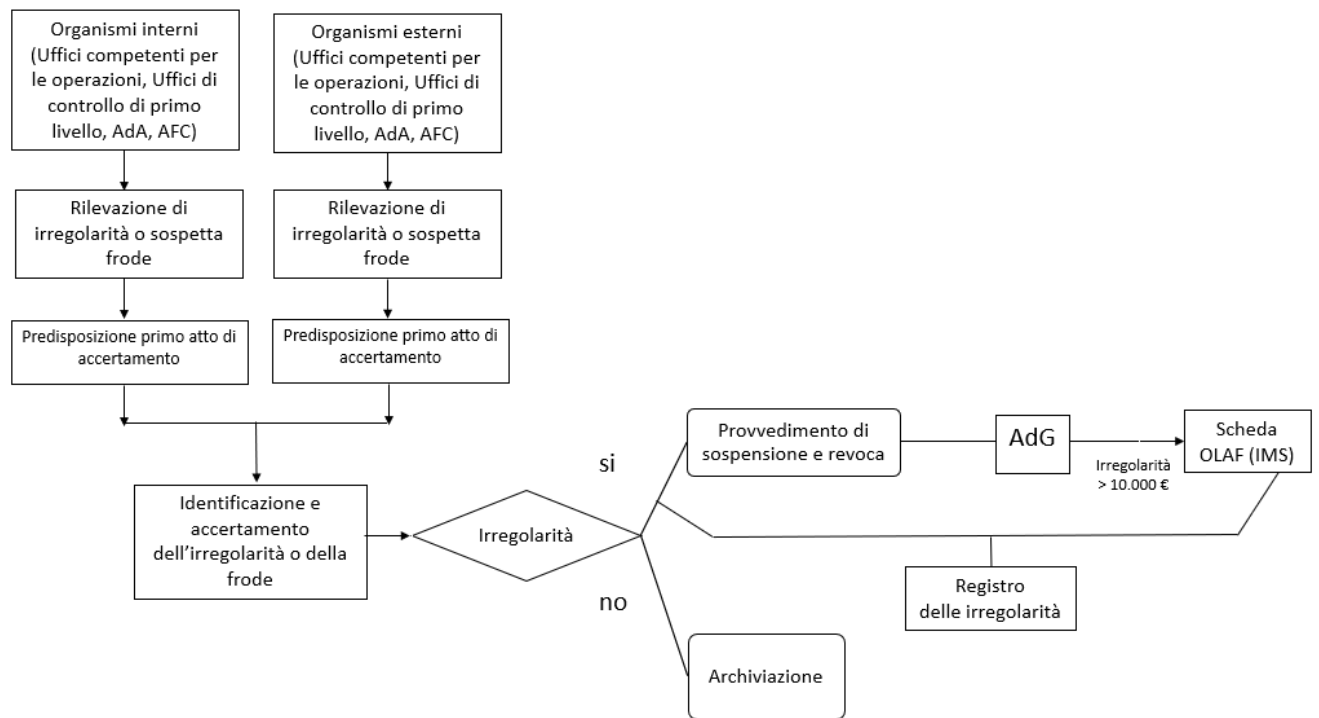 Organismi interni
(Uffici competenti per
le operazioni, Uffici di
controllo di primo
livello, AdA, AFC)
Organismi esterni
(Uffici competenti per
le operazioni, Uffici di
controllo di primo
livello, AdA, AFC)
Rilevazione di
irregolarità o sospetta
frode
Rilevazione di
irregolarità o sospetta
frode
Predisposizione primo atto di
accertamento
Predisposizione primo atto di
accertamento
Identificazione e
accertamento
dell'irregolarità o della
frode
Irregolarità
si
no
Provvedimento di
sospensione e revoca
AdG
Irregolarità
> 10.000 €
Scheda
OLAF (IMS)
Registro
delle irregolarità
Archiviazione